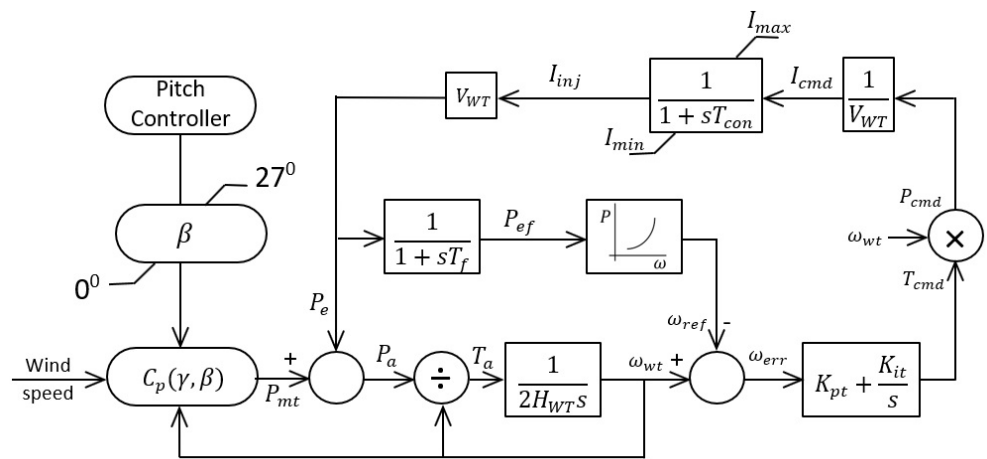 Pitch
Controller
27⁰
β
0⁰
Wind
speed
C_p(γ, β)
+
P_mt
P_e
P_a
÷
T_a
1
2H_WT s
ω_wt
+
ω_ref
-
ω_err
K_pt + K_it
s
T_cmd
ω_wt
×
P_cmd
1
V_WT
I_cmd
I_max
1
1 + sT_con
I_min
I_inj
V_WT
1
1 + sT_f
P_ef
P
ω